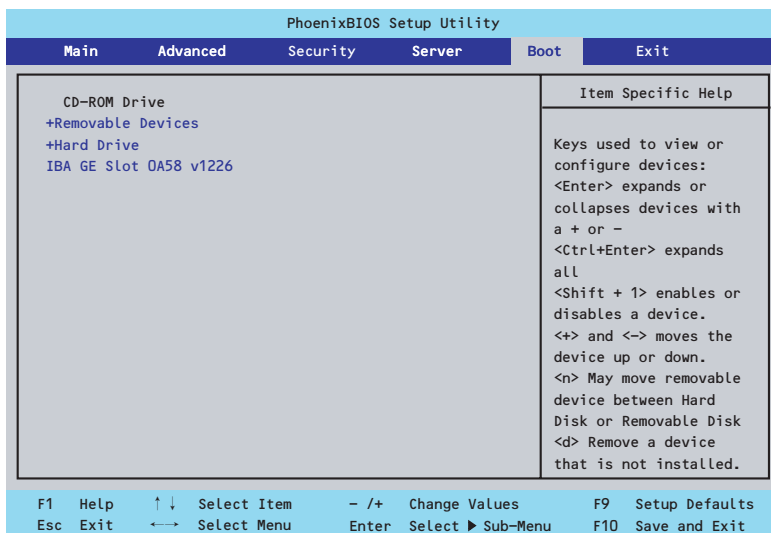 PhoenixBIOS Setup Utility
Main Advanced Security Server Boot Exit
CD-ROM Drive
+Removable Devices
+Hard Drive
IBA GE Slot 0A58 v1226
Item Specific Help
Keys used to view or
configure devices:
<Enter> expands or
collapses devices with
a + or -
<Ctrl+Enter> expands
all
<Shift + 1> enables or
disables a device.
<+> and <-> moves the
device up or down.
<n> May move removable
device between Hard
Disk or Removable Disk
<d> Remove a device
that is not installed.
F1 Help ↑↓ Select Item - /+ Change Values F9 Setup Defaults
Esc Exit ←→ Select Menu Enter Select ▶ Sub-Menu F10 Save and Exit